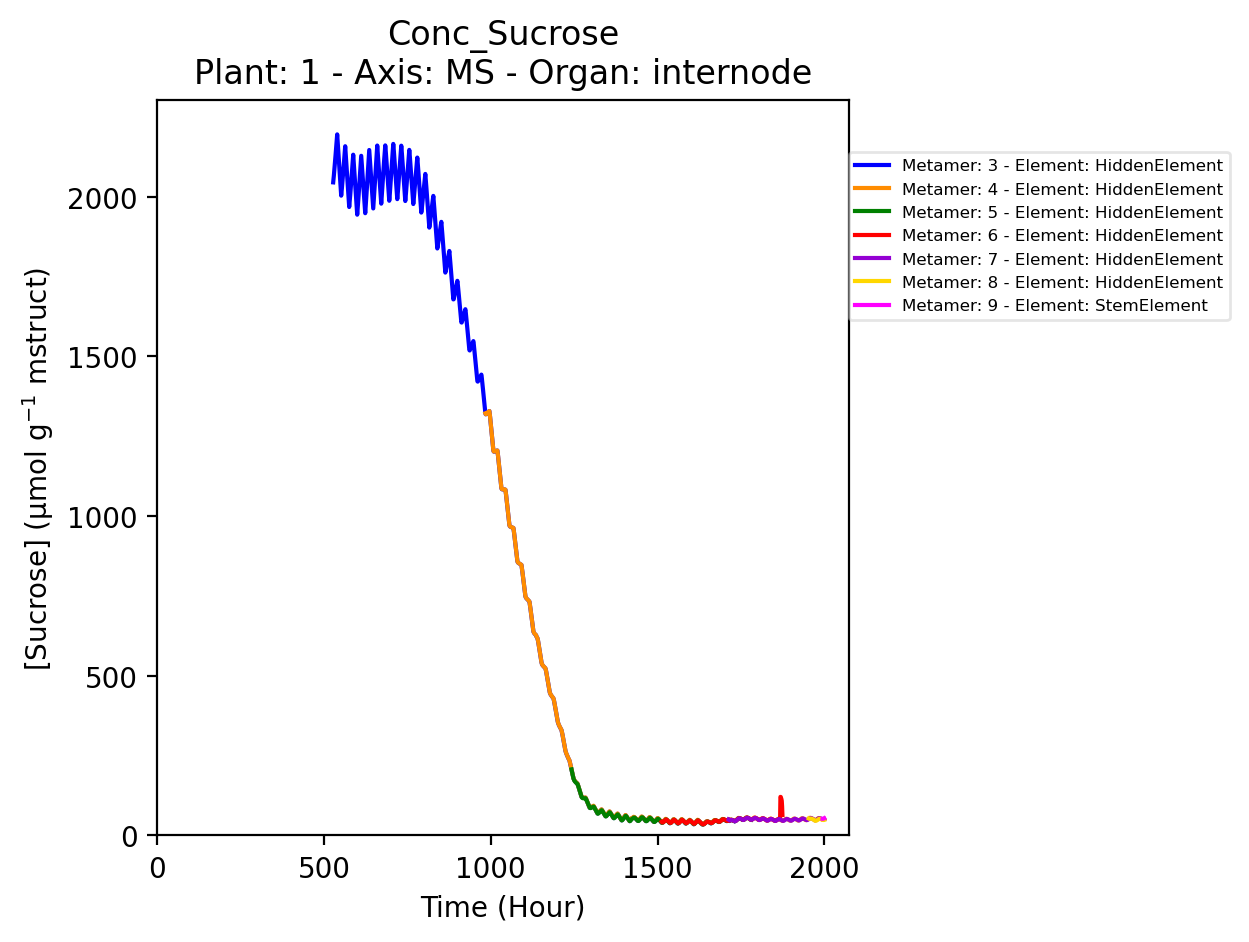 Conc_Sucrose
Plant: 1 - Axis: MS - Organ: internode
[Sucrose] (µmol g⁻¹ mstruct)
2000
1500
1000
500
0
0 500 1000 1500 2000
Time (Hour)
Metamer: 3 - Element: HiddenElement
Metamer: 4 - Element: HiddenElement
Metamer: 5 - Element: HiddenElement
Metamer: 6 - Element: HiddenElement
Metamer: 7 - Element: HiddenElement
Metamer: 8 - Element: HiddenElement
Metamer: 9 - Element: StemElement